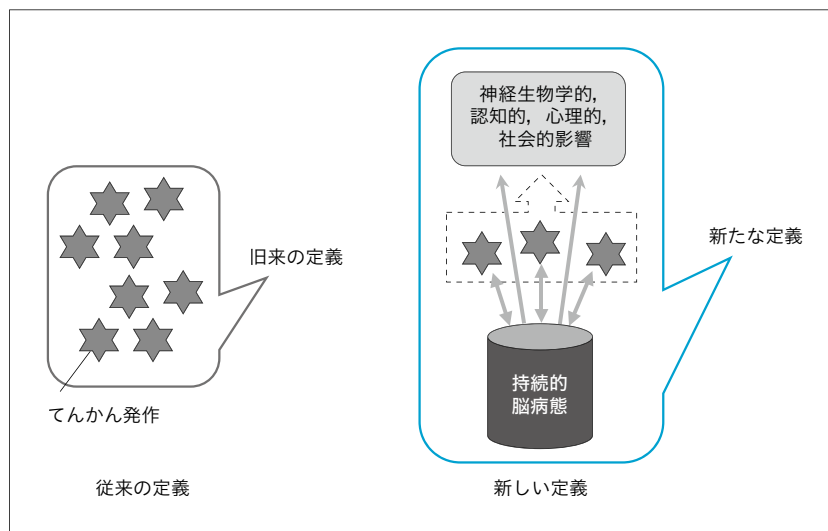 旧来の定義
てんかん発作
従来の定義
神経生物学的，
認知的，心理的，
社会的影響
新たな定義
持続的
脳病態
新しい定義